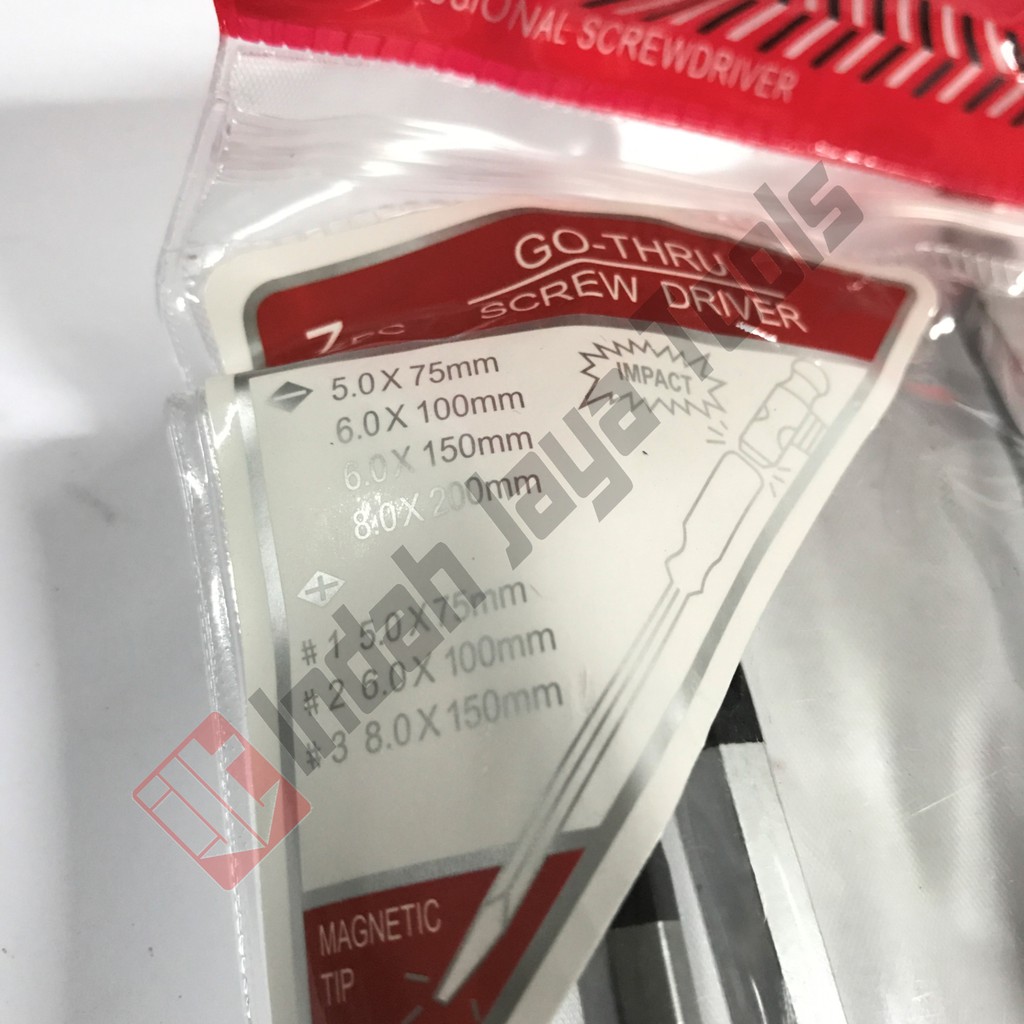 SCREWDRIVER
GO-THRU
SCREW DRIVER
7
5.0 X 75mm
6.0 X 100mm
6.0 X 150mm
8.0 X 200mm
IMPACT
# 1 5.0 X 75mm
# 2 6.0 X 100mm
# 3 8.0 X 150mm
MAGNETIC
TIP
Indah Jaya Tools